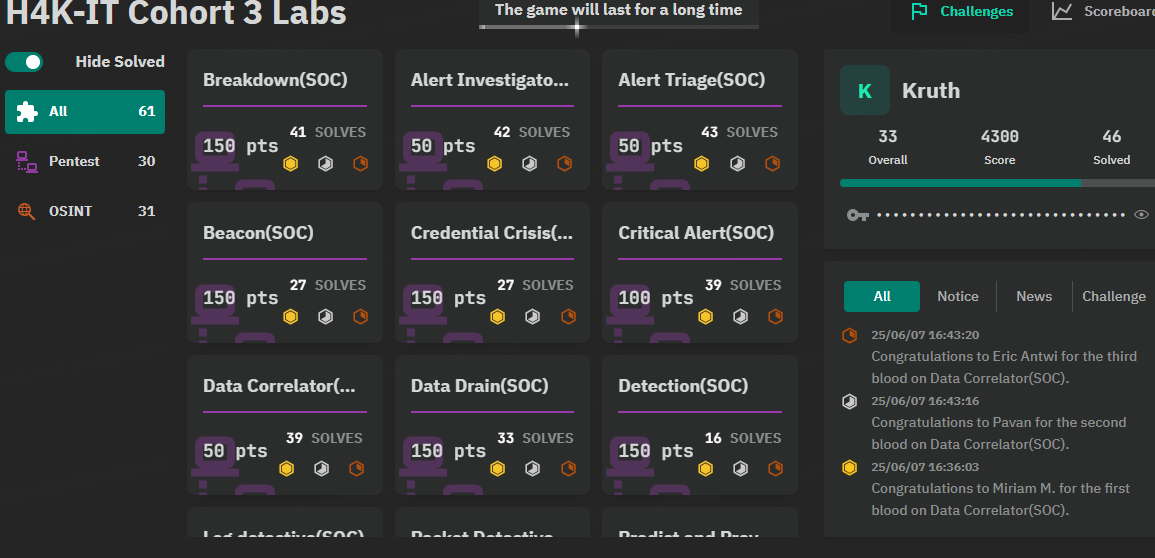 H4K-IT Cohort 3 Labs
The game will last for a long time
Challenges
Scoreboard
Hide Solved
All 61
Pentest 30
OSINT 31
Breakdown(SOC)
41 SOLVES
150 pts
Alert Investigato...
42 SOLVES
50 pts
Alert Triage(SOC)
43 SOLVES
50 pts
Beacon(SOC)
27 SOLVES
150 pts
Credential Crisis(...
27 SOLVES
150 pts
Critical Alert(SOC)
39 SOLVES
100 pts
Data Correlator(...
39 SOLVES
50 pts
Data Drain(SOC)
33 SOLVES
150 pts
Detection(SOC)
16 SOLVES
150 pts
Log detective(SOC)
Packet Detective
K
Kruth
33 4300 46
Overall Score Solved
All Notice News Challenge
25/06/07 16:43:20
Congratulations to Eric Antwi for the third
blood on Data Correlator(SOC).
25/06/07 16:43:16
Congratulations to Pavan for the second
blood on Data Correlator(SOC).
25/06/07 16:36:03
Congratulations to Miriam M. for the first
blood on Data Correlator(SOC).